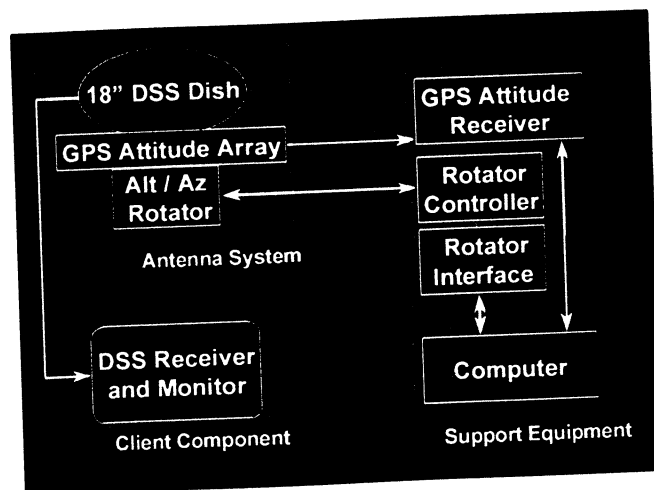 18” DSS Dish
GPS Attitude Array
Alt / Az
Rotator
Antenna System
GPS Attitude
Receiver
Rotator
Controller
Rotator
Interface
DSS Receiver
and Monitor
Client Component
Computer
Support Equipment